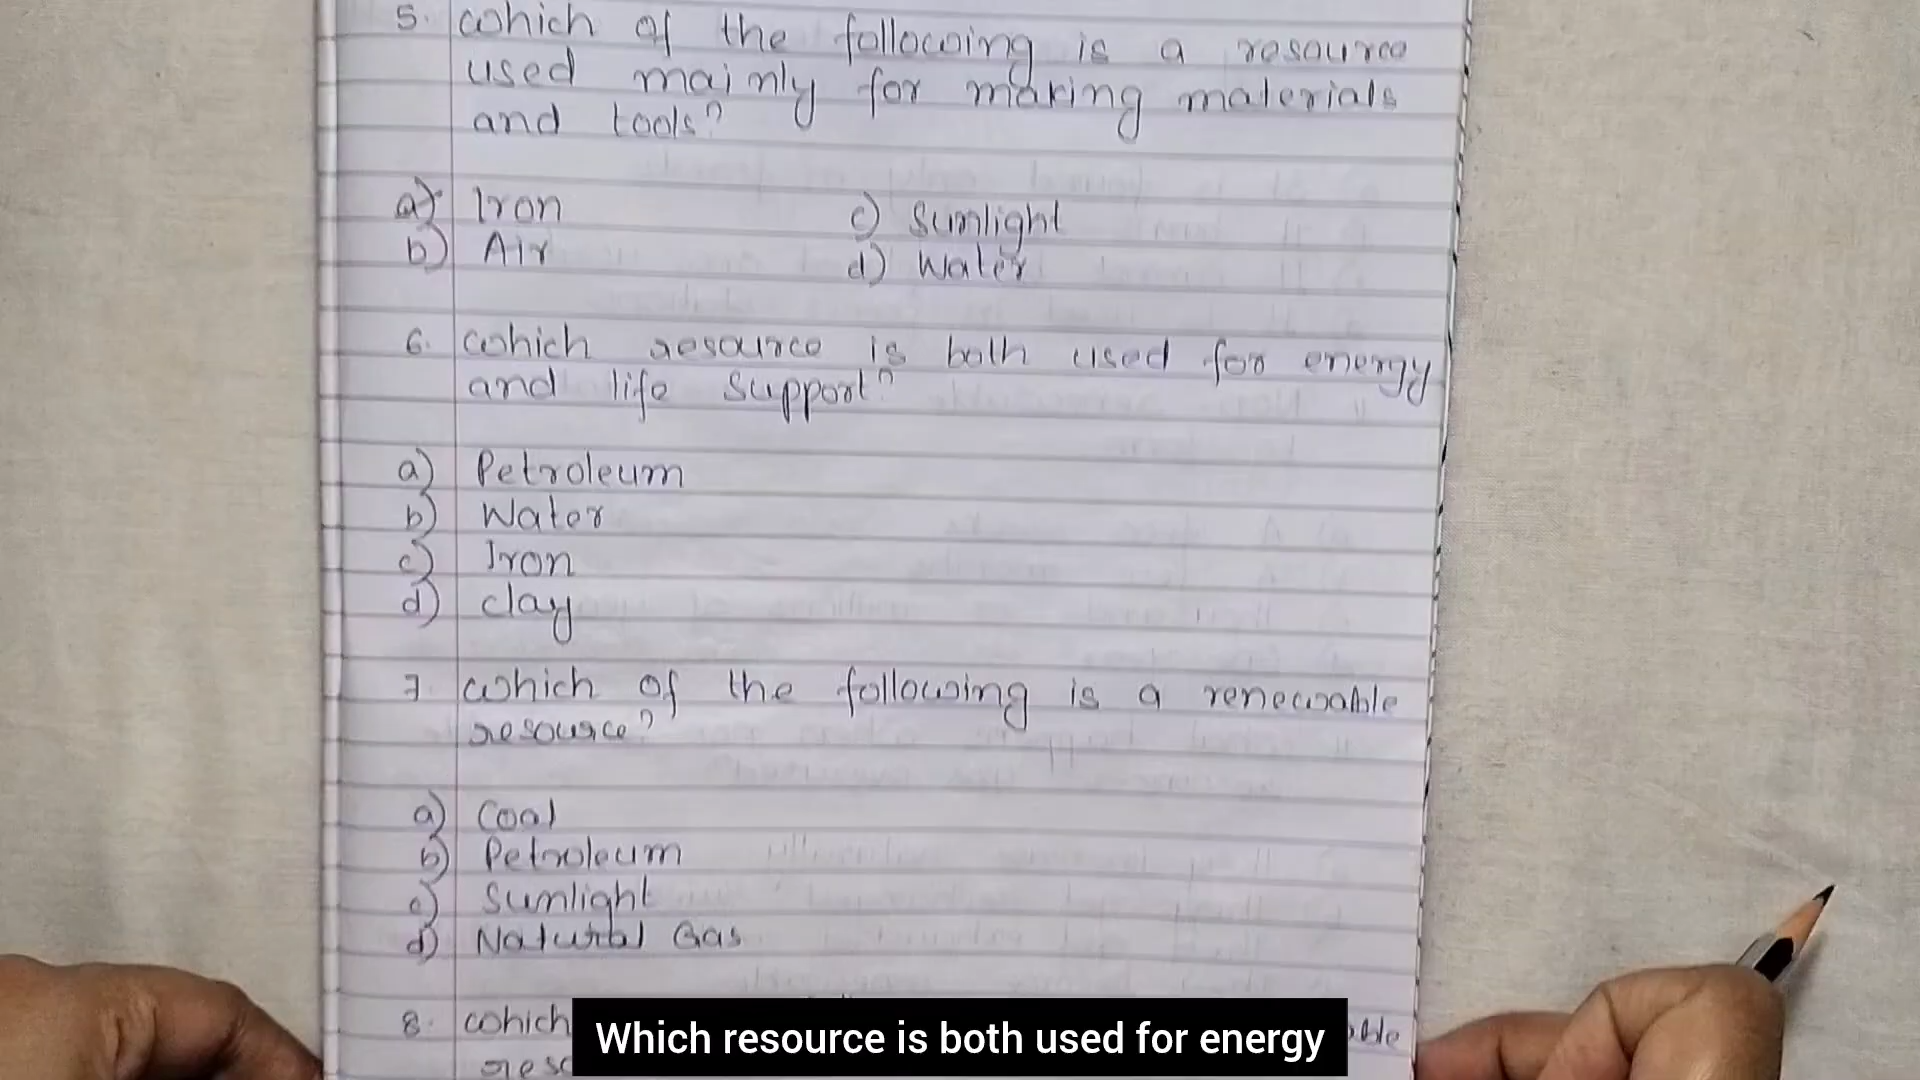 5. Which of the following is a resource
used mainly for making materials
and tools?
a) Iron
b) Air
c) Sunlight
d) Water
6. Which resource is both used for energy
and life support?
a) Petroleum
b) Water
c) Iron
d) clay
7. Which of the following is a renewable
resource?
a) Coal
b) Petroleum
c) Sunlight
d) Natural Gas
8. Which
Which resource is both used for energy